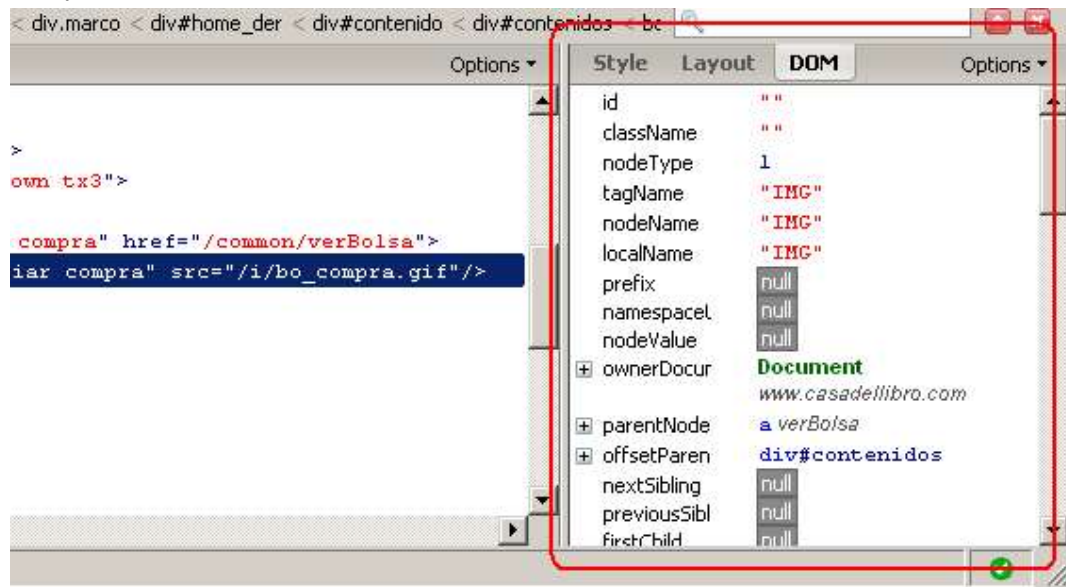 < div.marco < div#home_der < div#contenido < div#contenidos < bc
Options
Style Layout DOM Options
>
own tx3">
compra" href="/common/verBolsa">
iar compra" src="/i/bo_compra.gif"/>
id ""
className ""
nodeType 1
tagName "IMG"
nodeName "IMG"
localName "IMG"
prefix null
namespaceU null
nodeValue null
ownerDocur Document
www.casadellibro.com
parentNode a verBolsa
offsetParen div#contenidos
nextSibling null
previousSibl null
firstChild null